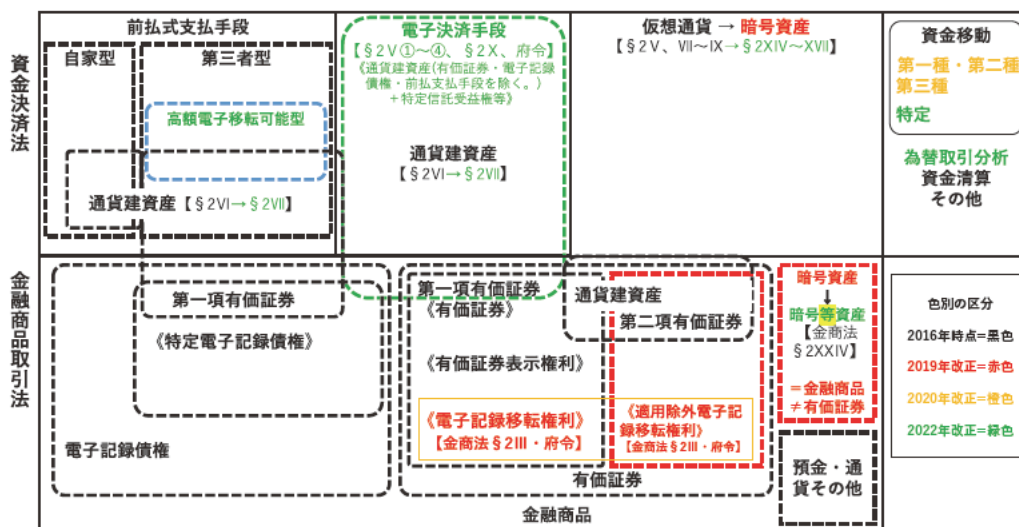 資金決済法
前払式支払手段
自家型
第三者型
高額電子移転可能型
通貨建資産【§2VI→§2VII】
電子決済手段
【§2V①~④、§2X、府令】
《通貨建資産(有価証券・電子記録
債権・前払支払手段を除く。)
+特定信託受益権等》
通貨建資産
【§2VI→§2VII】
仮想通貨 → 暗号資産
【§2V、VII~IX→§2XIV~XVII】
資金移動
第一種・第二種
第三種
特定
為替取引分析
資金清算
その他
金融商品取引法
第一項有価証券
《特定電子記録債権》
電子記録債権
第一項有価証券
《有価証券》
《有価証券表示権利》
《電子記録移転権利》
【金商法§2III・府令】
通貨建資産
第二項有価証券
《適用除外電子記
録移転権利》
【金商法§2III・府令】
有価証券
金融商品
暗号資産
↓
暗号等資産
【金商法
§2XXIV】
=金融商品
≠有価証券
預金・通
貨その他
色別の区分
2016年時点=黒色
2019年改正=赤色
2020年改正=橙色
2022年改正=緑色